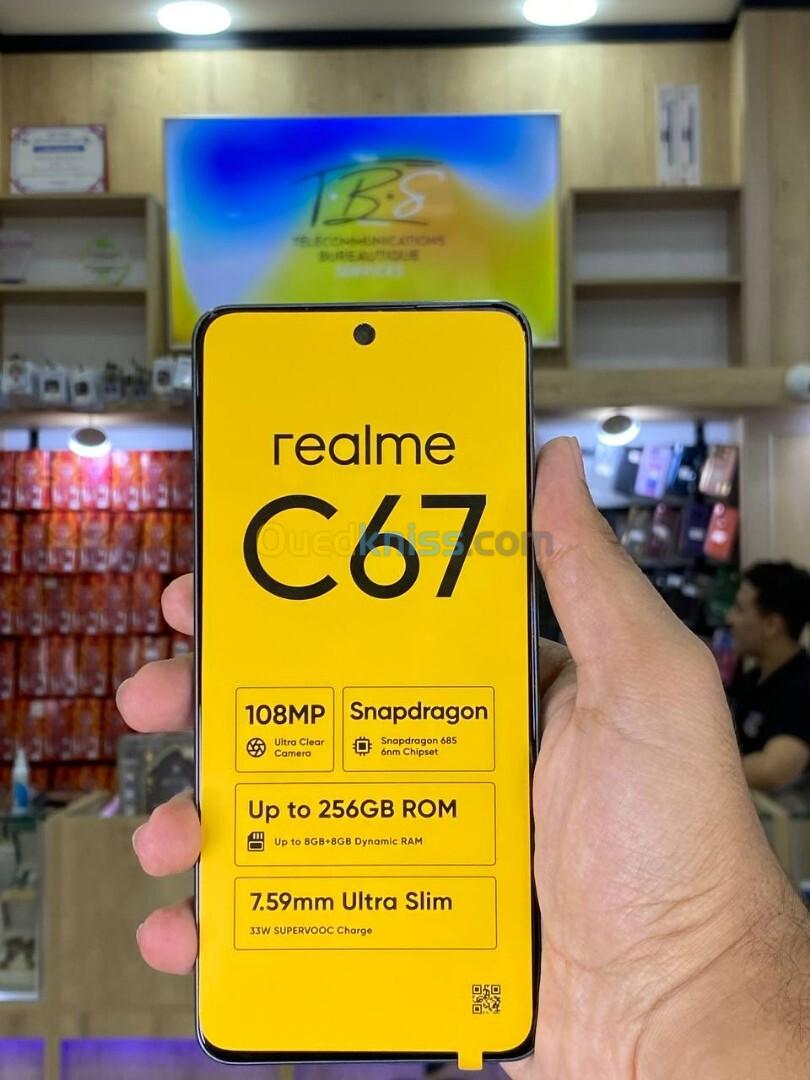 T.B.S
TELECOMMUNICATIONS
BUREAUTIQUE
SERVICES
realme
C67
Ouedkniss.com
108MP
Ultra Clear
Camera
Snapdragon
Snapdragon 685
6nm Chipset
Up to 256GB ROM
Up to 8GB+8GB Dynamic RAM
7.59mm Ultra Slim
33W SUPERVOOC Charge